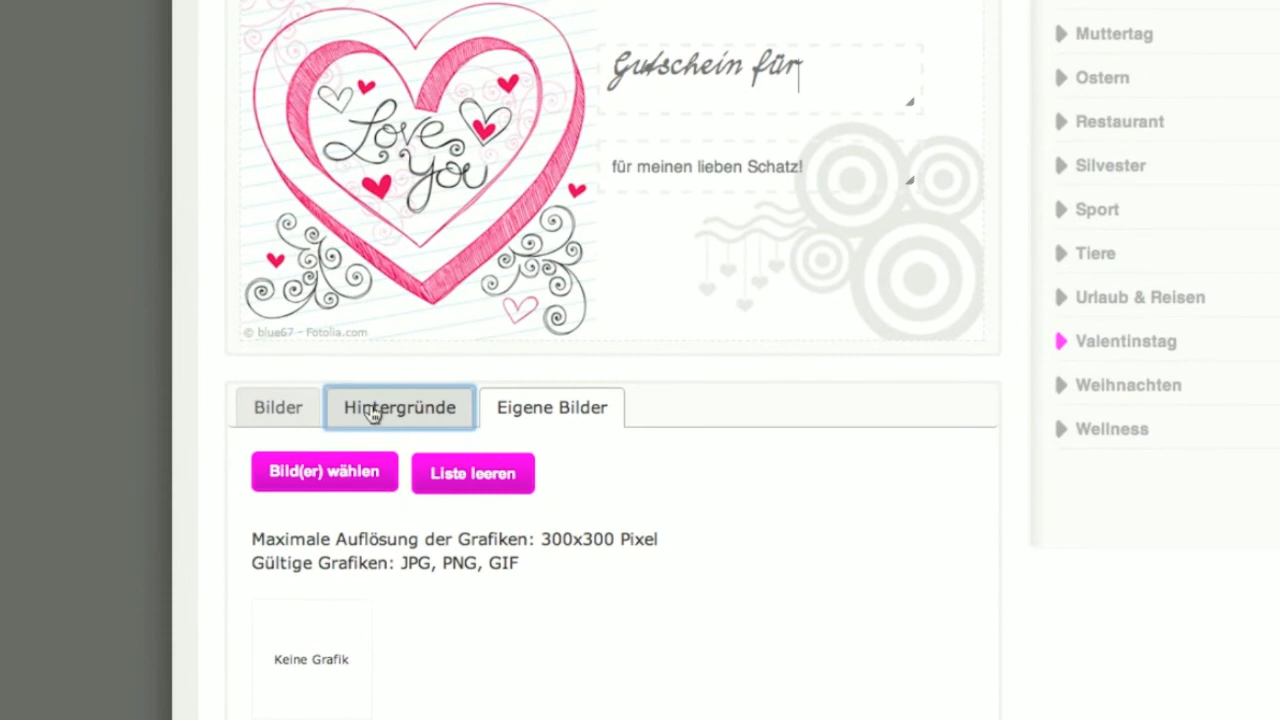 Love
You
© blue67 - Fotolia.com
Gutschein für
für meinen lieben Schatz!
Bilder
Hintergründe
Eigene Bilder
Bild(er) wählen
Liste leeren
Maximale Auflösung der Grafiken: 300x300 Pixel
Gültige Grafiken: JPG, PNG, GIF
Keine Grafik
Muttertag
Ostern
Restaurant
Silvester
Sport
Tiere
Urlaub & Reisen
Valentinstag
Weihnachten
Wellness